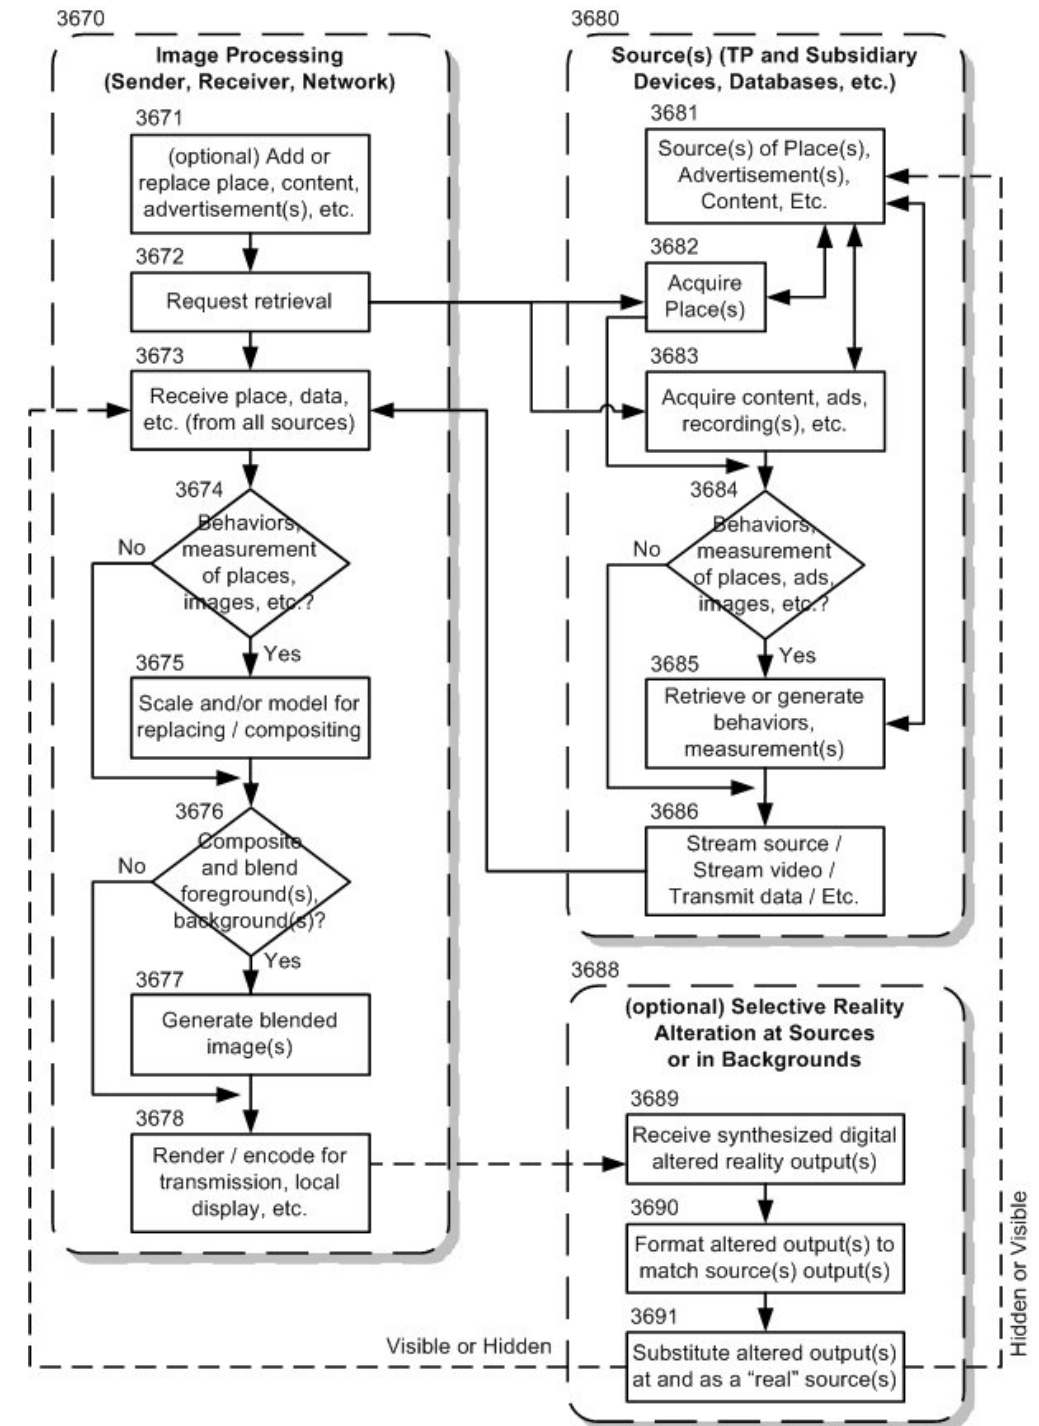 3670
Image Processing
(Sender, Receiver, Network)
3671
(optional) Add or
replace place, content,
advertisement(s), etc.
3672
Request retrieval
3673
Receive place, data,
etc. (from all sources)
3674
Behaviors,
measurement
of places,
images, etc.?
No
Yes
3675
Scale and/or model for
replacing / compositing
3676
Composite
and blend
foreground(s),
background(s)?
No
Yes
3677
Generate blended
image(s)
3678
Render / encode for
transmission, local
display, etc.
3680
Source(s) (TP and Subsidiary
Devices, Databases, etc.)
3681
Source(s) of Place(s),
Advertisement(s),
Content, Etc.
3682
Acquire
Place(s)
3683
Acquire content, ads,
recording(s), etc.
3684
Behaviors,
measurement
of places, ads,
images, etc.?
No
Yes
3685
Retrieve or generate
behaviors,
measurement(s)
3686
Stream source /
Stream video /
Transmit data / Etc.
3688
(optional) Selective Reality
Alteration at Sources
or in Backgrounds
3689
Receive synthesized digital
altered reality output(s)
3690
Format altered output(s) to
match source(s) output(s)
3691
Substitute altered output(s)
at and as a “real” source(s)
Visible or Hidden
Hidden or Visible